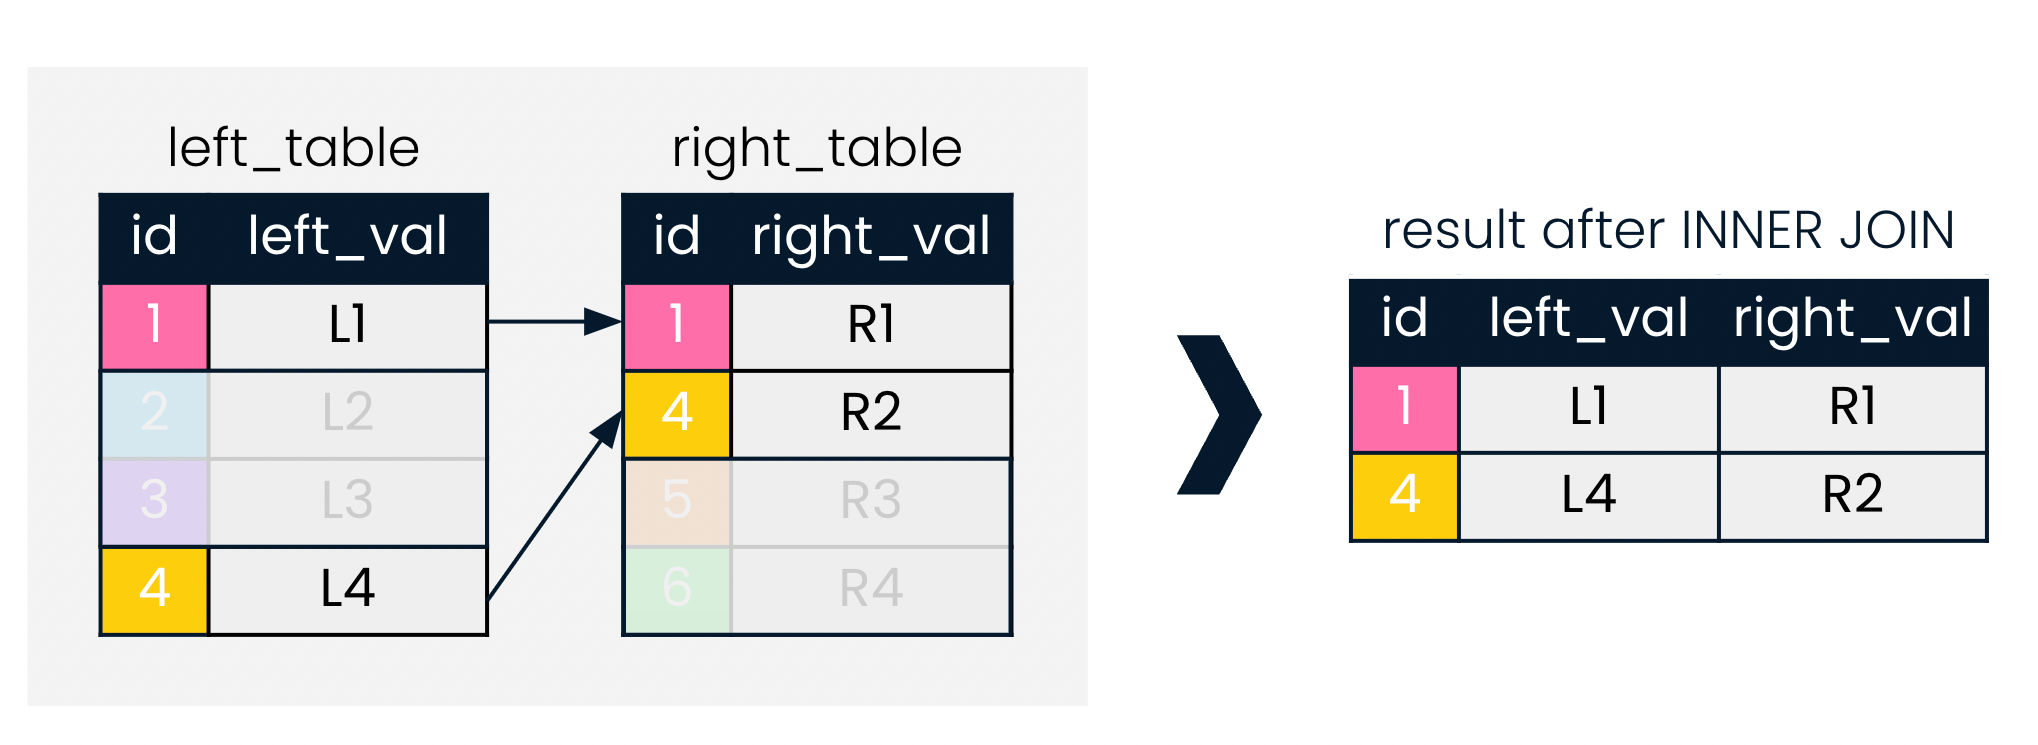 left_table
id left_val
1 L1
2 L2
3 L3
4 L4
right_table
id right_val
1 R1
4 R2
5 R3
6 R4
result after INNER JOIN
id left_val right_val
1 L1 R1
4 L4 R2